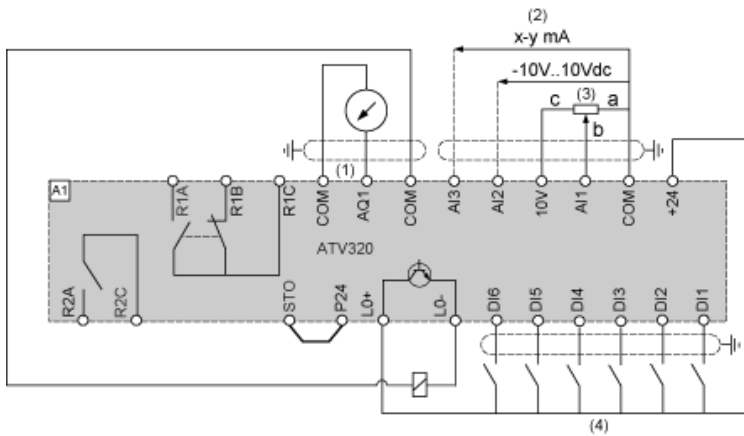 (2)
x-y mA
-10V..10Vdc
c (3) a
b
(1)
A1
R1A R1B R1C COM AQ1 COM AI3 AI2 10V AI1 COM +24
ATV320
R2A R2C STO P24 L0+ L0- DI6 DI5 DI4 DI3 DI2 DI1
(4)